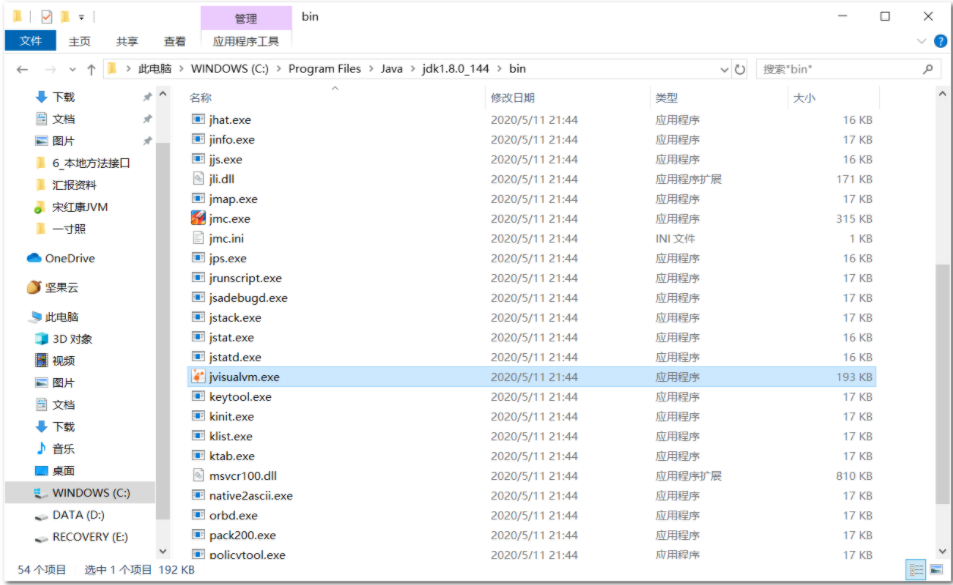 管理 bin
文件 主页 共享 查看 应用程序工具
此电脑 > WINDOWS (C:) > Program Files > Java > jdk1.8.0_144 > bin 搜索"bin"
下载
文档
图片
6_本地方法接口
汇报资料
宋红康JVM
一寸照
OneDrive
坚果云
此电脑
3D 对象
视频
图片
文档
下载
音乐
桌面
WINDOWS (C:)
DATA (D:)
RECOVERY (E:)
名称 修改日期 类型 大小
jhat.exe 2020/5/11 21:44 应用程序 16 KB
jinfo.exe 2020/5/11 21:44 应用程序 17 KB
jjs.exe 2020/5/11 21:44 应用程序 16 KB
jli.dll 2020/5/11 21:44 应用程序扩展 171 KB
jmap.exe 2020/5/11 21:44 应用程序 17 KB
jmc.exe 2020/5/11 21:44 应用程序 315 KB
jmc.ini 2020/5/11 21:44 INI 文件 1 KB
jps.exe 2020/5/11 21:44 应用程序 16 KB
jrunscript.exe 2020/5/11 21:44 应用程序 17 KB
jsadebugd.exe 2020/5/11 21:44 应用程序 17 KB
jstack.exe 2020/5/11 21:44 应用程序 17 KB
jstat.exe 2020/5/11 21:44 应用程序 16 KB
jstatd.exe 2020/5/11 21:44 应用程序 16 KB
jvisualvm.exe 2020/5/11 21:44 应用程序 193 KB
keytool.exe 2020/5/11 21:44 应用程序 17 KB
kinit.exe 2020/5/11 21:44 应用程序 17 KB
klist.exe 2020/5/11 21:44 应用程序 17 KB
ktab.exe 2020/5/11 21:44 应用程序 17 KB
msvcr100.dll 2020/5/11 21:44 应用程序扩展 810 KB
native2ascii.exe 2020/5/11 21:44 应用程序 17 KB
orbd.exe 2020/5/11 21:44 应用程序 17 KB
pack200.exe 2020/5/11 21:44 应用程序 17 KB
policytool.exe 2020/5/11 21:44 应用程序 17 KB
54 个项目 选中 1 个项目 192 KB